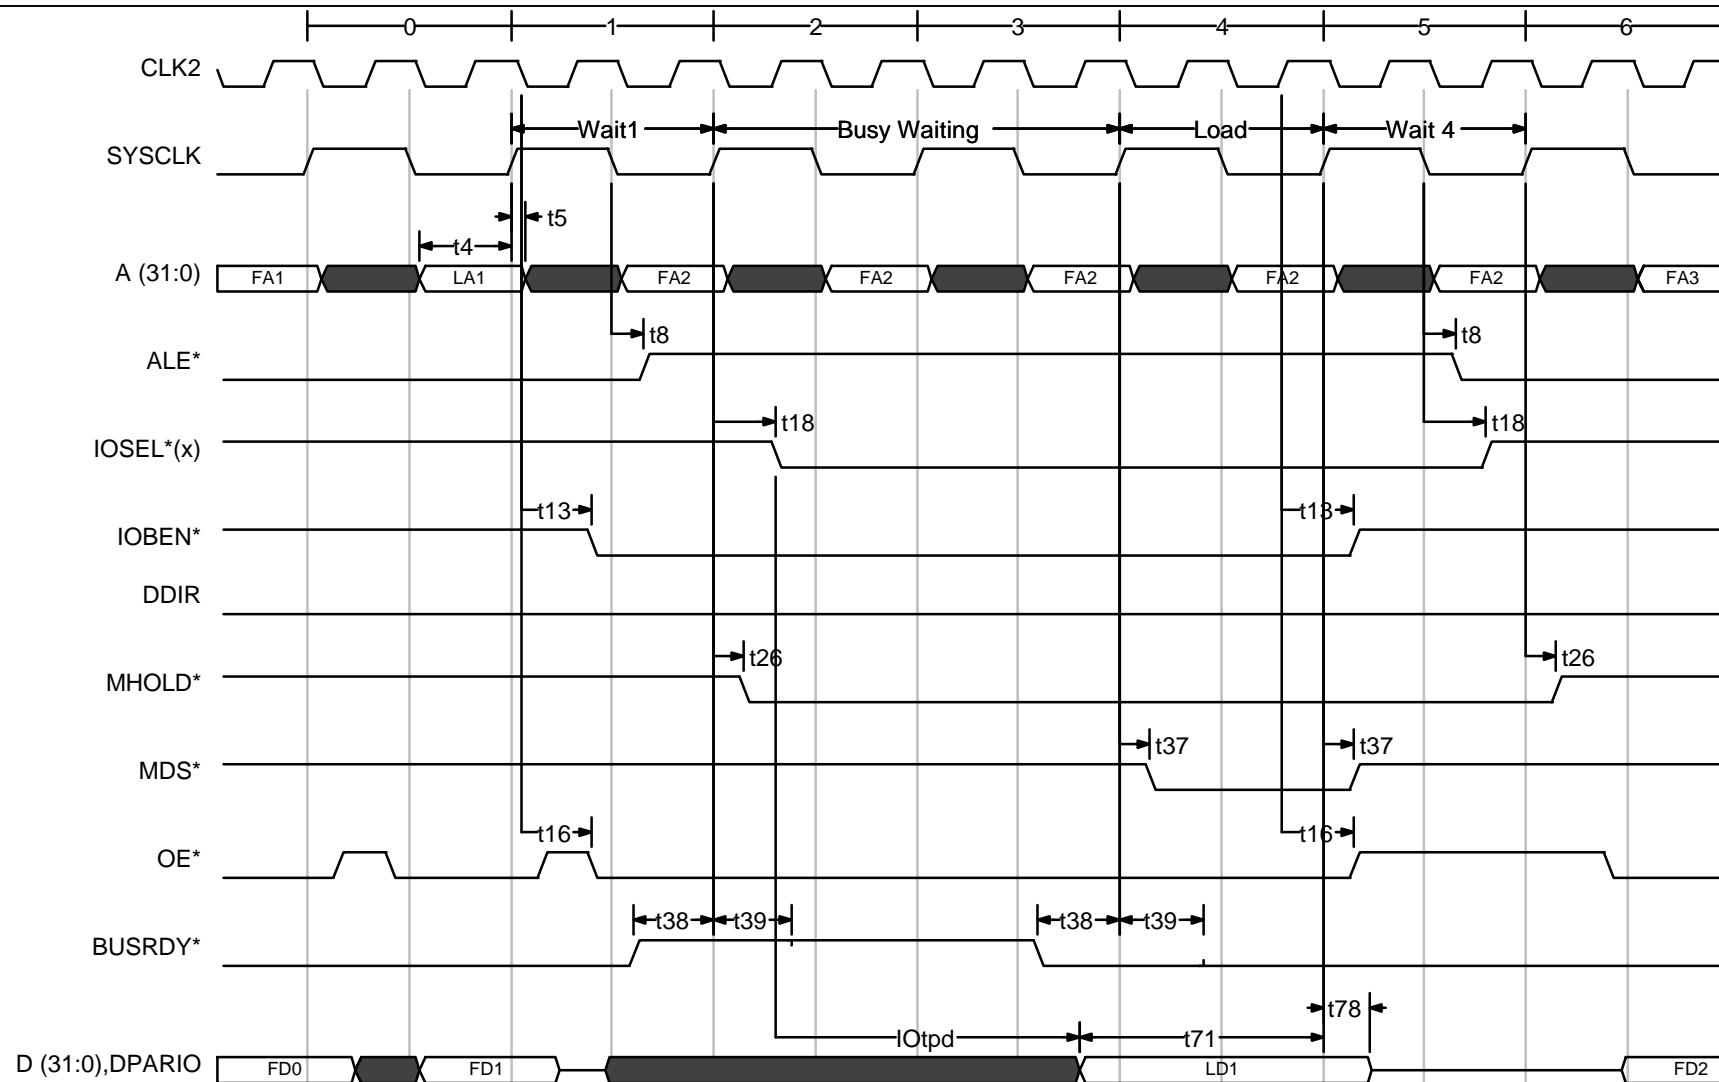 0 1 2 3 4 5 6
CLK2
Wait1 Busy Waiting Load Wait 4
SYSCLK
t5
t4
A (31:0) FA1 LA1 FA2 FA2 FA2 FA2 FA2 FA3
t8 t8
ALE*
t18 t18
IOSEL*(x)
t13 t13
IOBEN*
DDIR
t26 t26
MHOLD*
t37 t37
MDS*
t16 t16
OE*
t38 t39 t38 t39
BUSRDY*
t78
IOtpd t71
D (31:0),DPARIO FD0 FD1 LD1 FD2